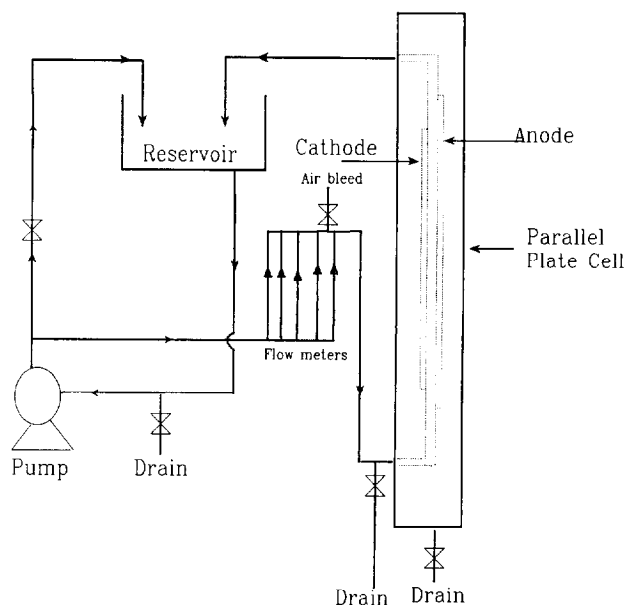 Reservoir
Cathode
Anode
Air bleed
Parallel
Plate Cell
Flow meters
Pump
Drain
Drain
Drain